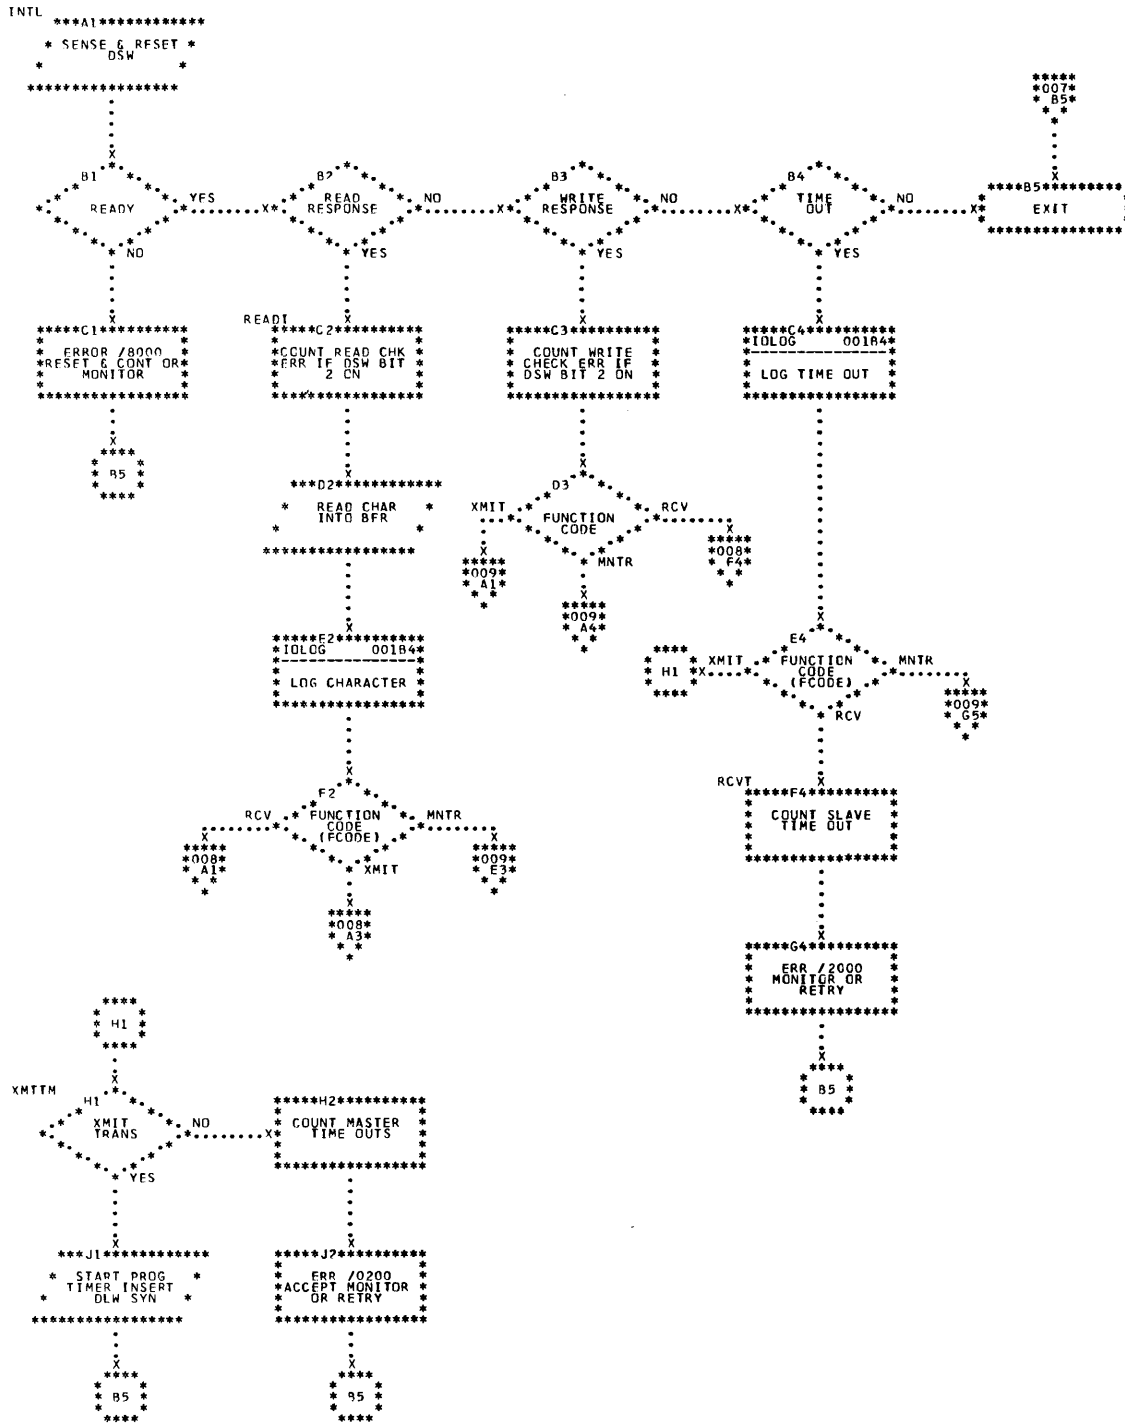 INTL
A1
SENSE & RESET
DSW
007
B5
B1
READY
YES
NO
B2
READ
RESPONSE
NO
YES
B3
WRITE
RESPONSE
NO
YES
B4
TIME
OUT
NO
YES
B5
EXIT
C1
ERROR /8000
RESET & CONT OR
MONITOR
READI
C2
COUNT READ CHK
ERR IF DSW BIT
2 ON
C3
COUNT WRITE
CHECK ERR IF
DSW BIT 2 ON
C4
IOLOG 001B4
LOG TIME OUT
B5
D2
READ CHAR
INTO BFR
D3
FUNCTION
CODE
XMIT
RCV
MNTR
009
A1
009
A4
008
F4
E2
IOLOG 001B4
LOG CHARACTER
E4
FUNCTION
CODE
(FCODE)
H1
XMIT
MNTR
RCV
009
G5
F2
FUNCTION
CODE
(FCODE)
RCV
MNTR
XMIT
008
A1
008
A3
009
E3
RCVT
F4
COUNT SLAVE
TIME OUT
G4
ERR /2000
MONITOR OR
RETRY
B5
H1
XMTTM
H1
XMIT
TRANS
NO
YES
H2
COUNT MASTER
TIME OUTS
J1
START PROG
TIMER INSERT
DLW SYN
J2
ERR /0200
ACCEPT MONITOR
OR RETRY
B5
B5